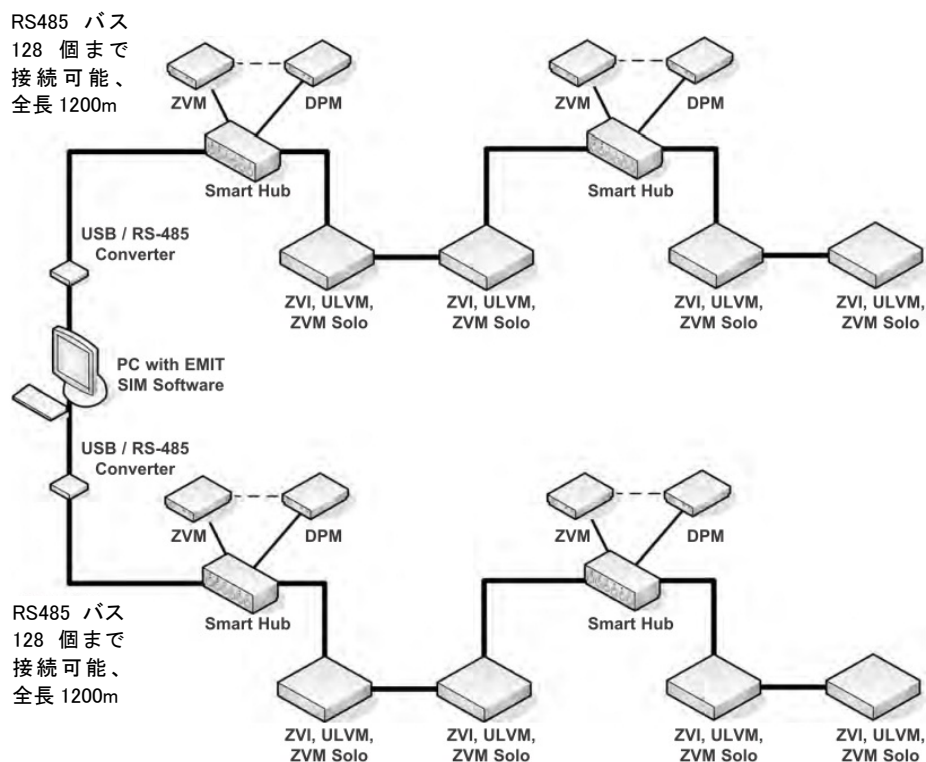 RS485 バス
128 個まで
接続可能、
全長 1200m
ZVM
DPM
Smart Hub
ZVM
DPM
Smart Hub
USB / RS-485
Converter
ZVI, ULVM,
ZVM Solo
ZVI, ULVM,
ZVM Solo
ZVI, ULVM,
ZVM Solo
ZVI, ULVM,
ZVM Solo
PC with EMIT
SIM Software
USB / RS-485
Converter
ZVM
DPM
Smart Hub
ZVM
DPM
Smart Hub
RS485 バス
128 個まで
接続可能、
全長 1200m
ZVI, ULVM,
ZVM Solo
ZVI, ULVM,
ZVM Solo
ZVI, ULVM,
ZVM Solo
ZVI, ULVM,
ZVM Solo